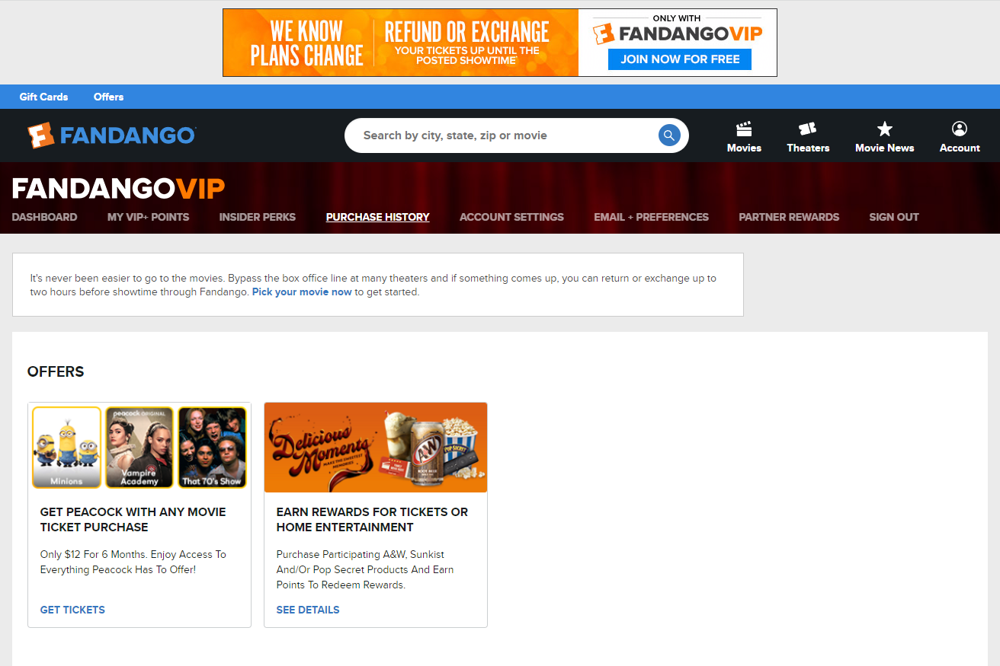 WE KNOW
PLANS CHANGE
REFUND OR EXCHANGE
YOUR TICKETS UP UNTIL THE
POSTED SHOWTIME*
ONLY WITH
FANDANGOVIP
JOIN NOW FOR FREE
Gift Cards Offers
FANDANGO
Search by city, state, zip or movie
Movies Theaters Movie News Account
FANDANGOVIP
DASHBOARD MY VIP+ POINTS INSIDER PERKS PURCHASE HISTORY ACCOUNT SETTINGS EMAIL + PREFERENCES PARTNER REWARDS SIGN OUT
It's never been easier to go to the movies. Bypass the box office line at many theaters and if something comes up, you can return or exchange up to
two hours before showtime through Fandango. Pick your movie now to get started.
OFFERS
peacock ORIGINAL
Minions
Vampire
Academy
That 70's Show
GET PEACOCK WITH ANY MOVIE
TICKET PURCHASE
Only $12 For 6 Months. Enjoy Access To
Everything Peacock Has To Offer!
GET TICKETS
Delicious
Moments
MAKE THE SWEETEST
MEMORIES
A&W
ROOT BEER
POP SECRET
EARN REWARDS FOR TICKETS OR
HOME ENTERTAINMENT
Purchase Participating A&W, Sunkist
And/Or Pop Secret Products And Earn
Points To Redeem Rewards.
SEE DETAILS